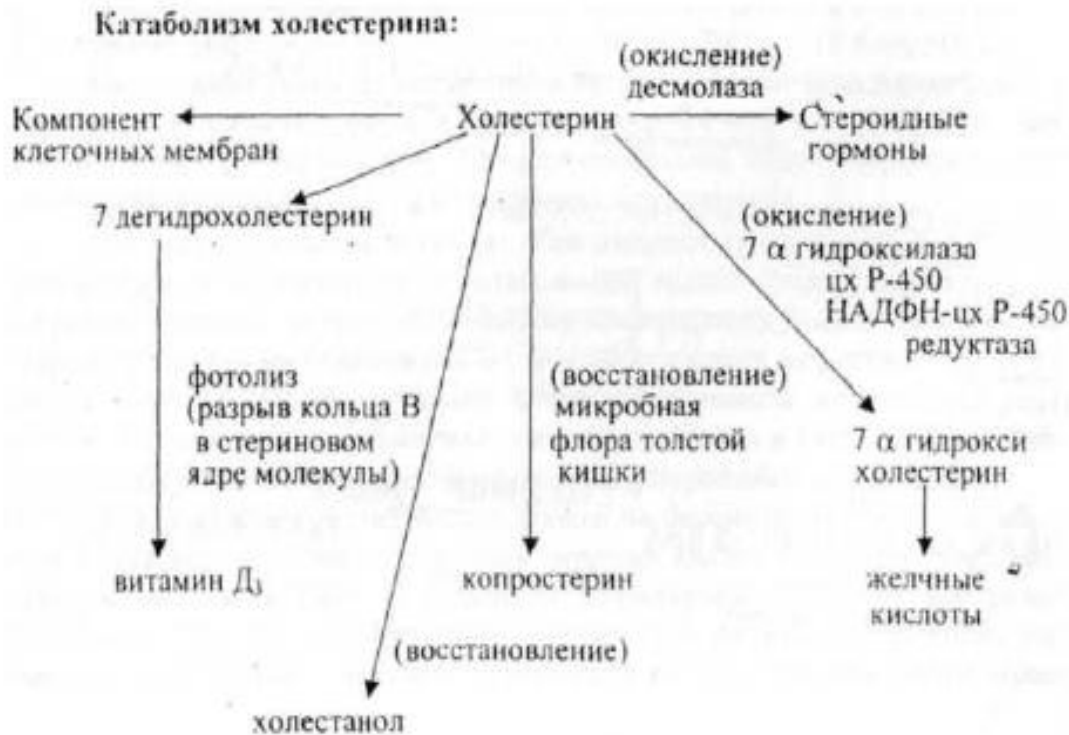 Катаболизм холестерина:
(окисление)
десмолаза
Компонент
клеточных мембран
Холестерин
Стероидные
гормоны
7 дегидрохолестерин
(окисление)
7 α гидроксилаза
цх Р-450
НАДФН-цх Р-450
редуктаза
фотолиз
(разрыв кольца В
в стериновом
ядре молекулы)
(восстановление)
микробная
флора толстой
кишки
7 α гидрокси
холестерин
витамин Д₃
копростерин
желчные
кислоты
(восстановление)
холестанол